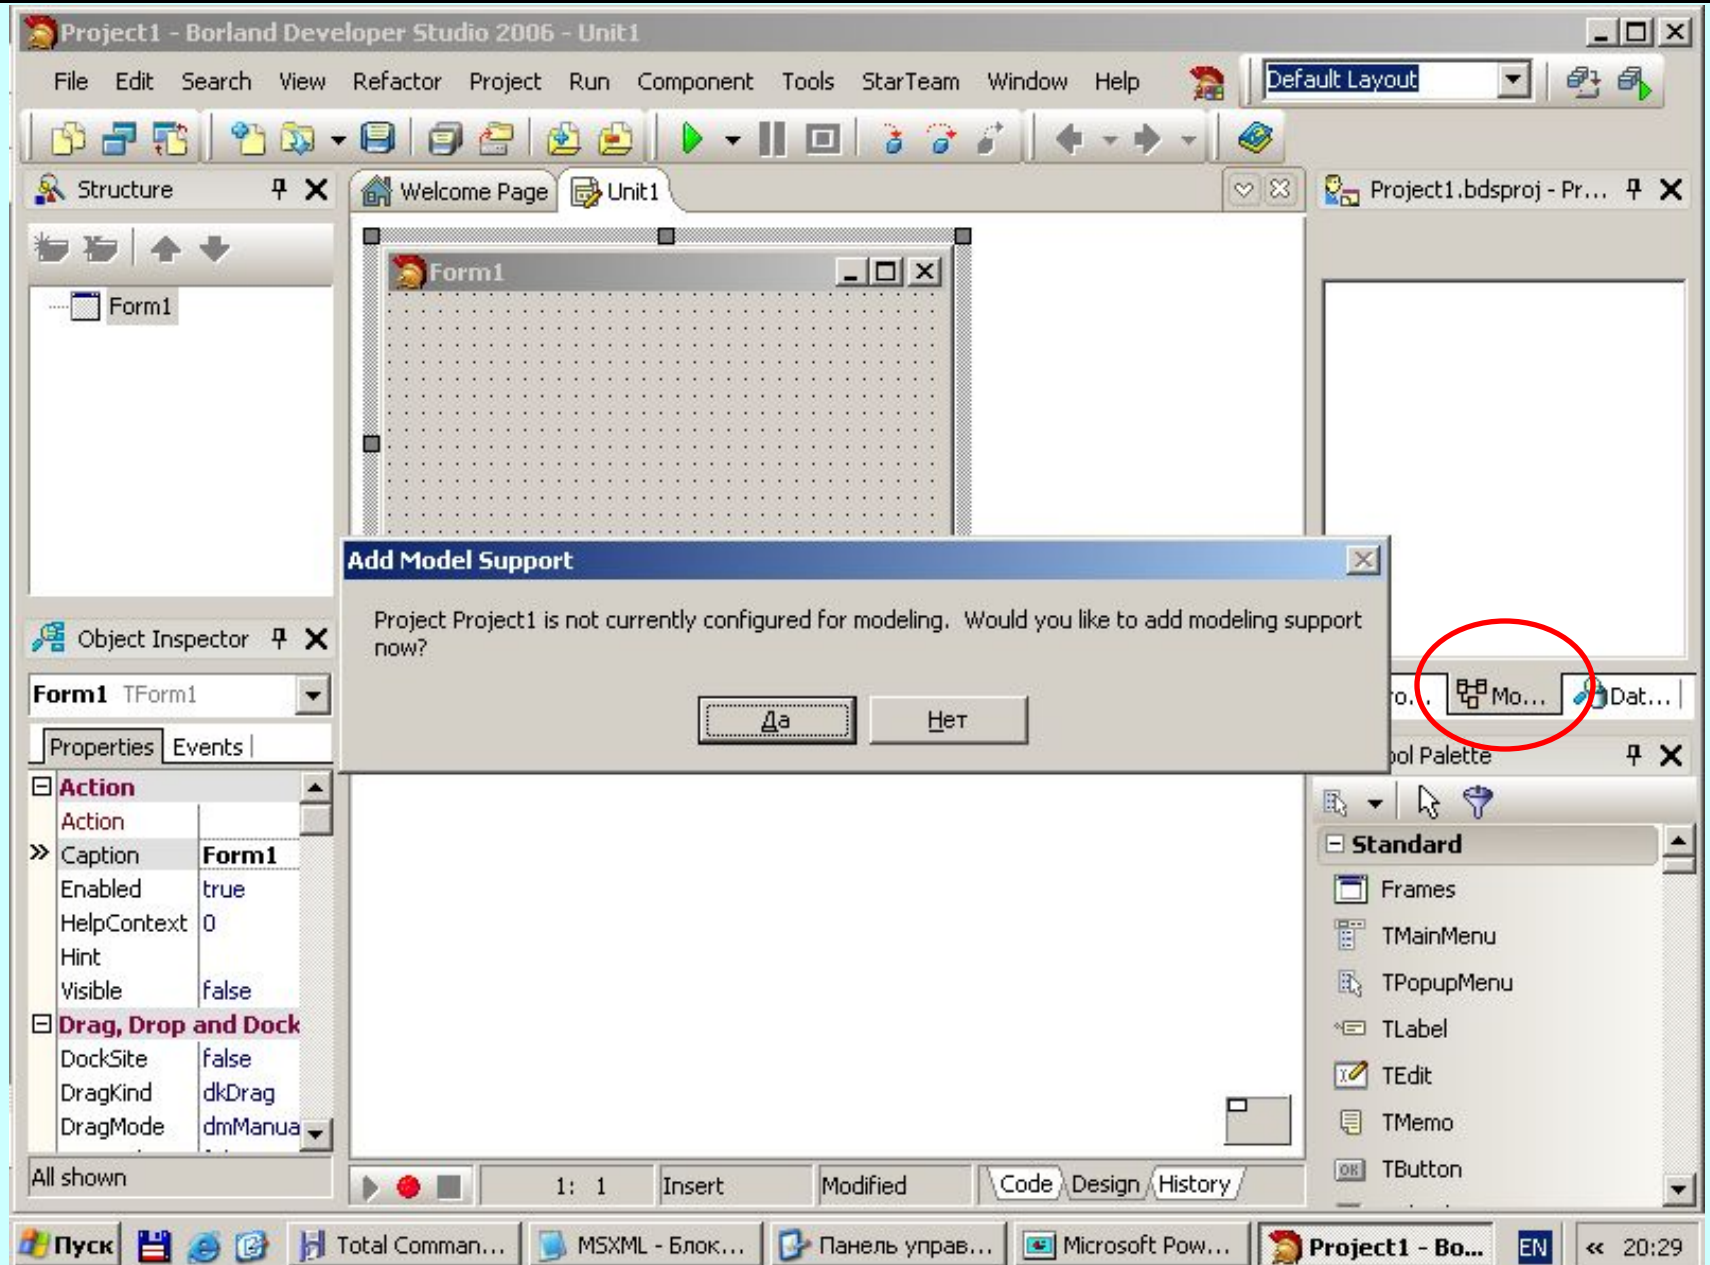 Project1 - Borland Developer Studio 2006 - Unit1
File Edit Search View Refactor Project Run Component Tools StarTeam Window Help Default Layout
Structure
Welcome Page Unit1
Project1.bdsproj - Pr...
Form1
Form1
Add Model Support
Project Project1 is not currently configured for modeling. Would you like to add modeling support
now?
Да Нет
Object Inspector
Form1 TForm1
Properties Events
Action
Action
Caption Form1
Enabled true
HelpContext 0
Hint
Visible false
Drag, Drop and Dock
DockSite false
DragKind dkDrag
DragMode dmManua
All shown
1: 1 Insert Modified Code Design History
Mo... Dat...
Palette
Standard
Frames
TMainMenu
TPopupMenu
TLabel
TEdit
TMemo
OK TButton
Пуск Total Comman... MSXML - Блок... Панель управ... Microsoft Pow... Project1 - Bo... EN « 20:29